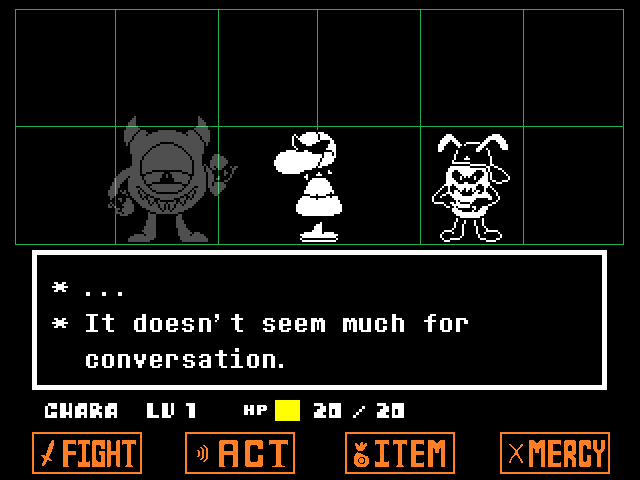 * ...
* It doesn't seem much for
conversation.
CHARA LV 1 HP 20 / 20
FIGHT ACT ITEM MERCY